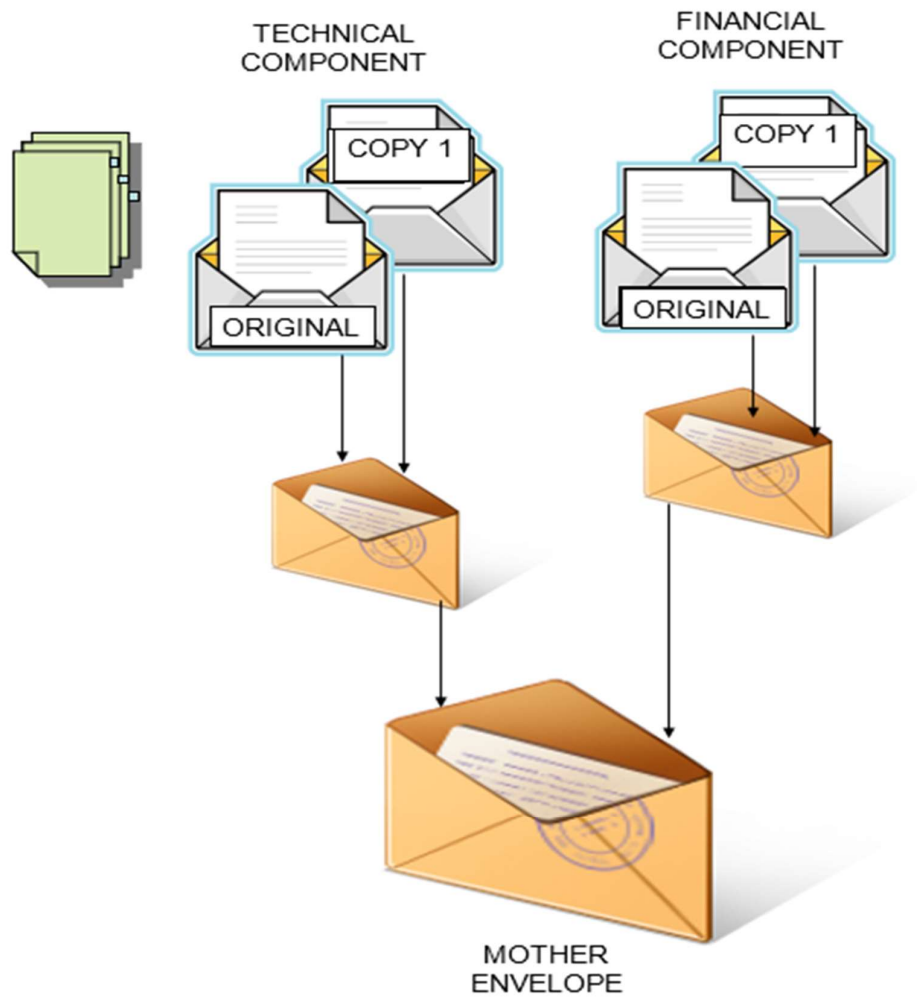 TECHNICAL
COMPONENT
FINANCIAL
COMPONENT
COPY 1
COPY 1
ORIGINAL
ORIGINAL
MOTHER
ENVELOPE